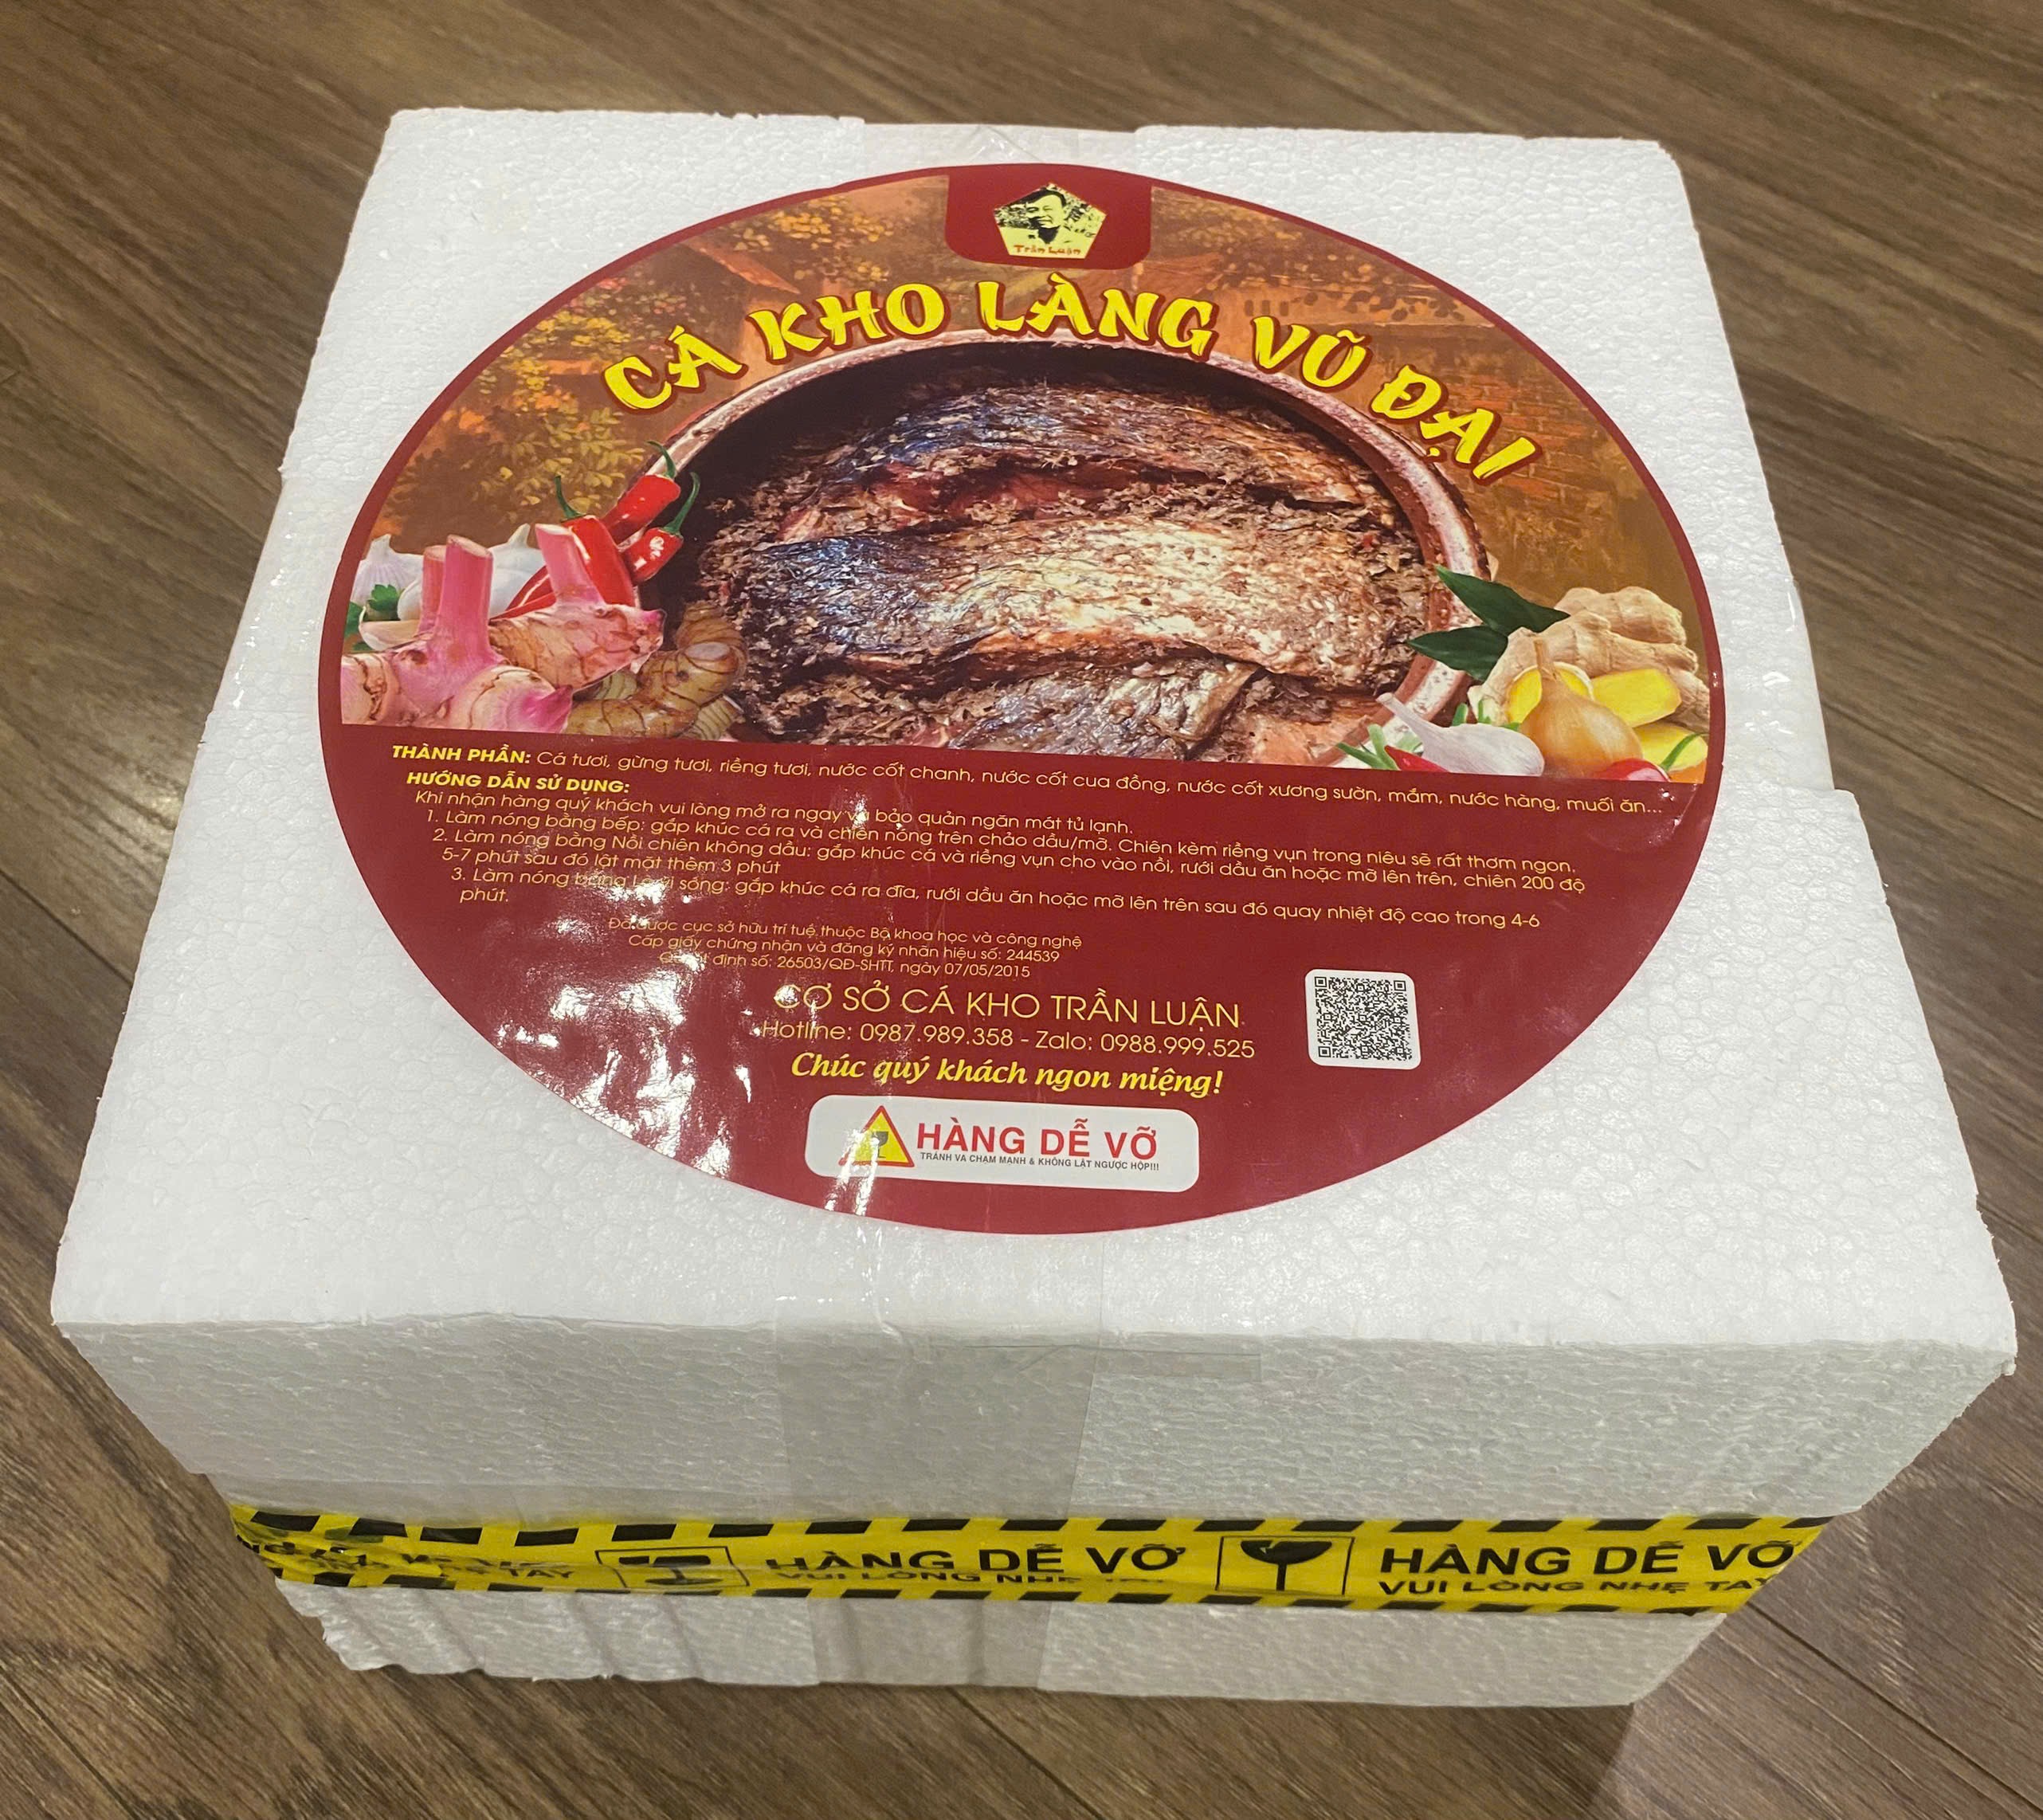 Trần Luận
CÁ KHO LÀNG VŨ ĐẠI
THÀNH PHẦN: Cá tươi, gừng tươi, riềng tươi, nước cốt chanh, nước cốt cua đồng, nước cốt xương sườn, mắm, nước hàng, muối ăn...
HƯỚNG DẪN SỬ DỤNG:
Khi nhận hàng quý khách vui lòng mở ra ngay và bảo quản ngăn mát tủ lạnh.
1. Làm nóng bằng bếp: gắp khúc cá ra và chiên nóng trên chảo dầu/mỡ. Chiên kèm riềng vụn trong niêu sẽ rất thơm ngon.
2. Làm nóng bằng Nồi chiên không dầu: gắp khúc cá và riềng vụn cho vào nồi, rưới dầu ăn hoặc mỡ lên trên, chiên 200 độ
5-7 phút sau đó lật mặt thêm 3 phút
3. Làm nóng bằng Lò vi sóng: gắp khúc cá ra đĩa, rưới dầu ăn hoặc mỡ lên trên sau đó quay nhiệt độ cao trong 4-6
phút.
Đã được cục sở hữu trí tuệ thuộc Bộ khoa học và công nghệ
Cấp giấy chứng nhận và đăng ký nhãn hiệu số: 244539
Quyết định số: 26503/QĐ-SHTT, ngày 07/05/2015
CƠ SỞ CÁ KHO TRẦN LUẬN
Hotline: 0987.989.358 - Zalo: 0988.999.525
Chúc quý khách ngon miệng!
HÀNG DỄ VỠ
TRÁNH VA CHẠM MẠNH & KHÔNG LẬT NGƯỢC HỘP!!!
HÀNG DỄ VỠ HÀNG DỄ VỠ
TAY VUI LÒNG NHẸ VUI LÒNG NHẸ TAY